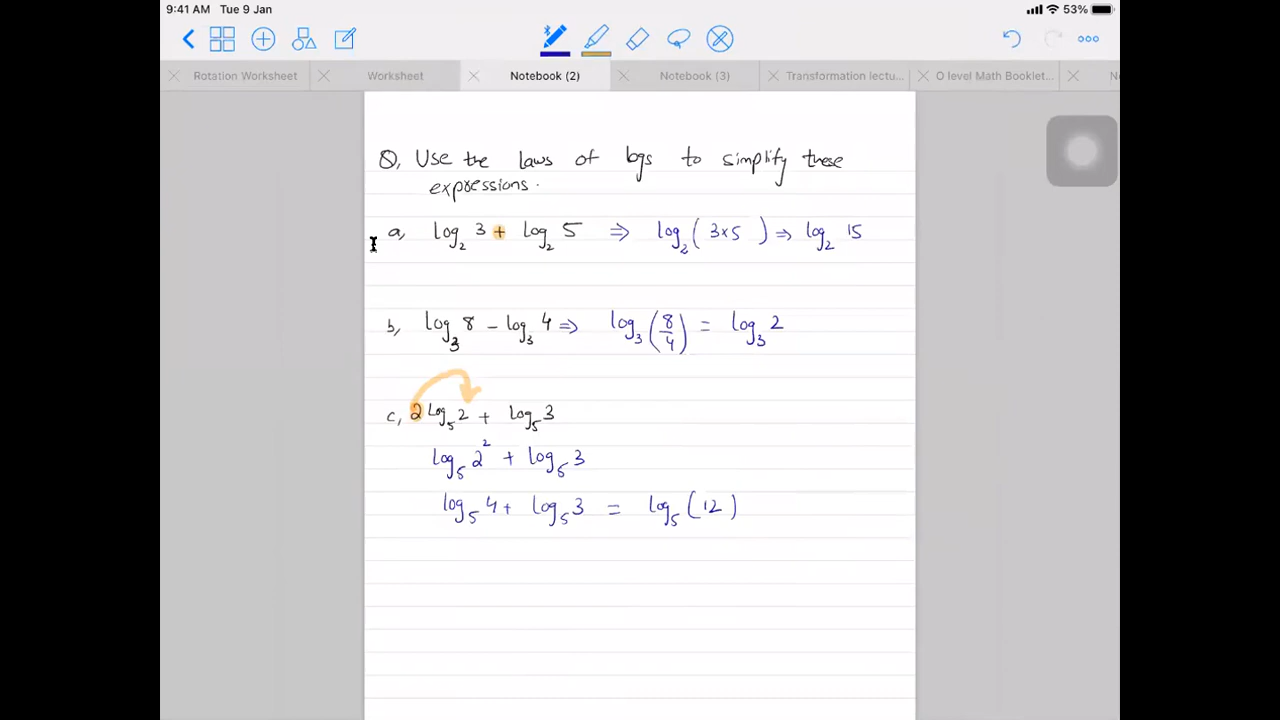 9:41 AM Tue 9 Jan 53%
Rotation Worksheet Worksheet Notebook (2) Notebook (3) Transformation lectu... O level Math Booklet...
Q, Use the laws of logs to simplify these
expressions.
a, log₂ 3 + log₂ 5 ⇒ log₂ ( 3×5 ) ⇒ log₂ 15
b, log₃ 8 − log₃ 4 ⇒ log₃ (8/4) = log₃ 2
c, 2 log₅ 2 + log₅ 3
log₅ 2² + log₅ 3
log₅ 4 + log₅ 3 = log₅ (12)